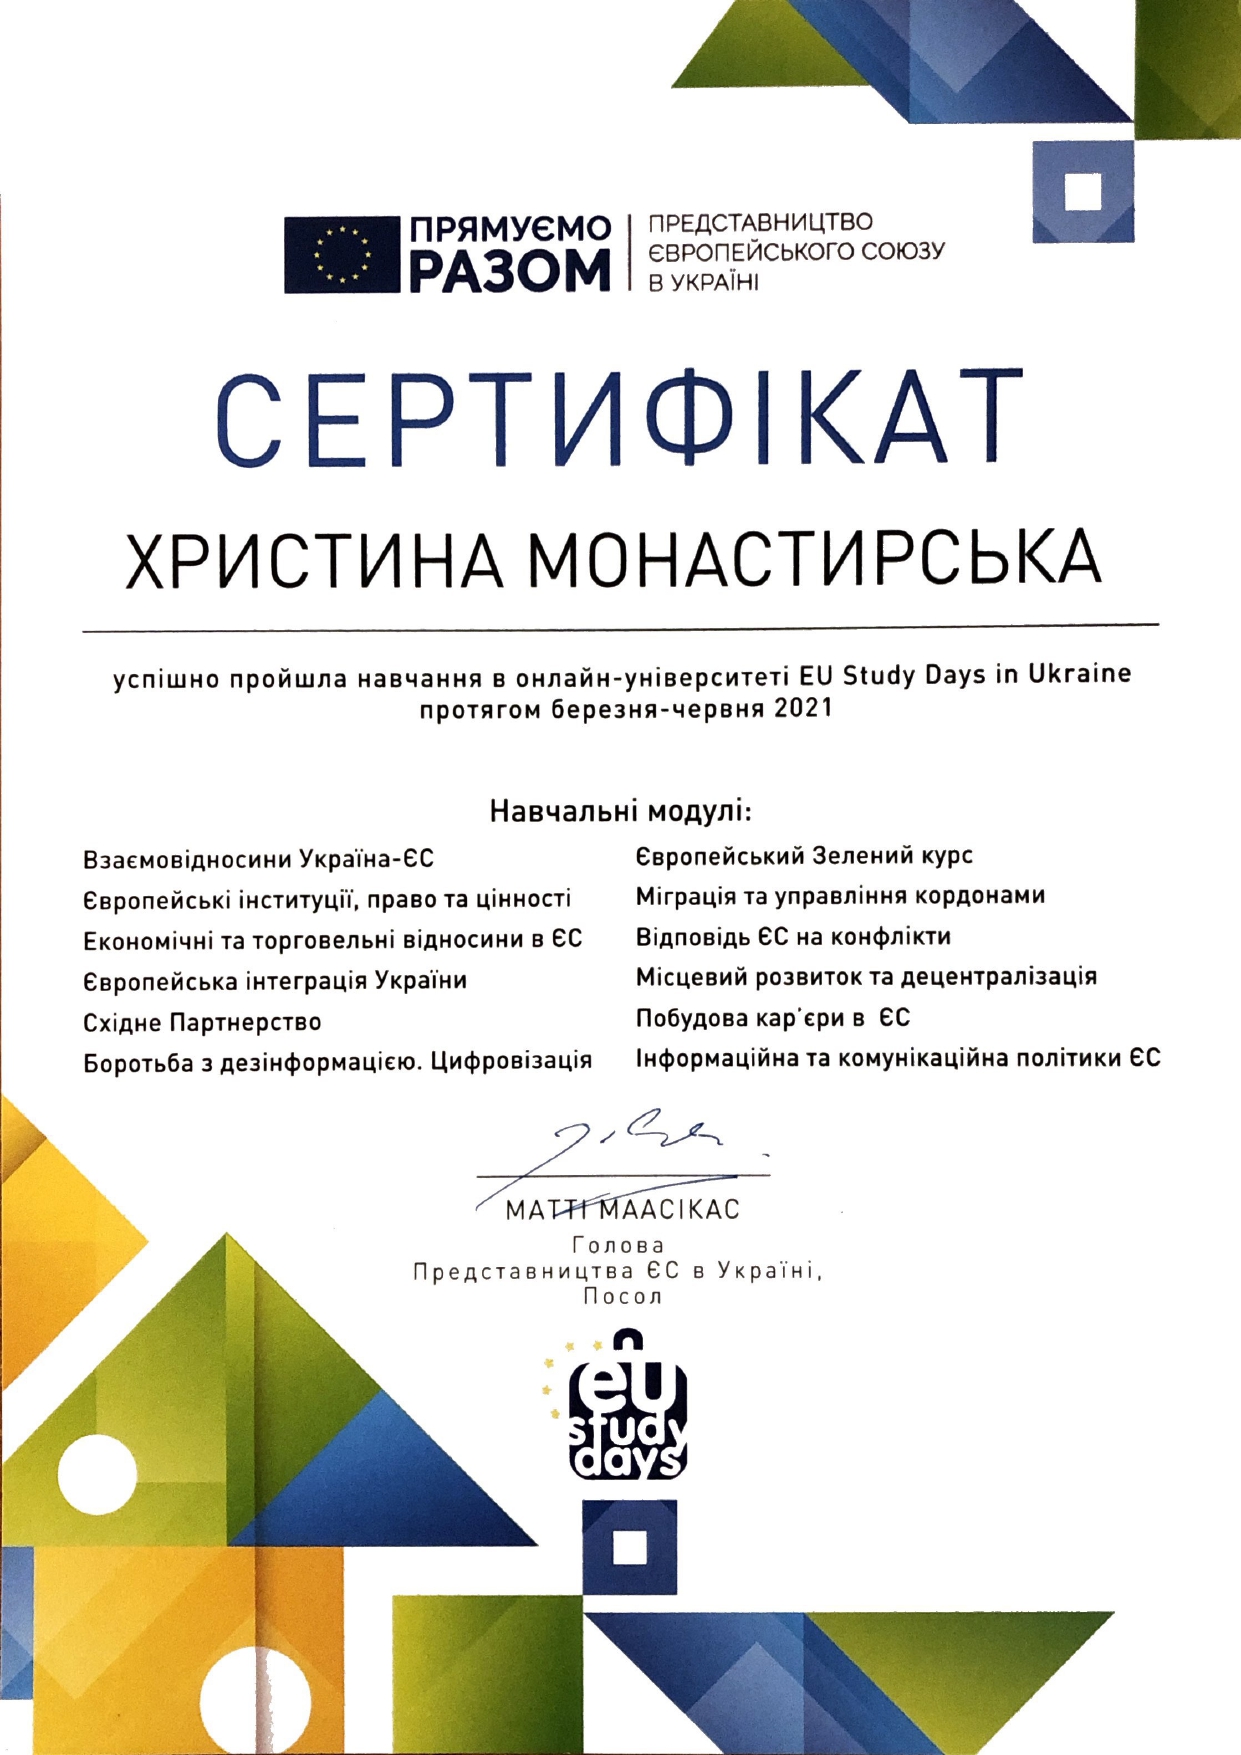 ПРЯМУЄМО
РАЗОМ
ПРЕДСТАВНИЦТВО
ЄВРОПЕЙСЬКОГО СОЮЗУ
В УКРАЇНІ
СЕРТИФІКАТ
ХРИСТИНА МОНАСТИРСЬКА
успішно пройшла навчання в онлайн-університеті EU Study Days in Ukraine
протягом березня-червня 2021
Навчальні модулі:
Взаємовідносини Україна-ЄС
Європейські інституції, право та цінності
Економічні та торговельні відносини в ЄС
Європейська інтеграція України
Східне Партнерство
Боротьба з дезінформацією. Цифровізація
Європейський Зелений курс
Міграція та управління кордонами
Відповідь ЄС на конфлікти
Місцевий розвиток та децентралізація
Побудова кар'єри в ЄС
Інформаційна та комунікаційна політики ЄС
МАТТІ МААСІКАС
Голова
Представництва ЄС в Україні,
Посол
eu
study
days